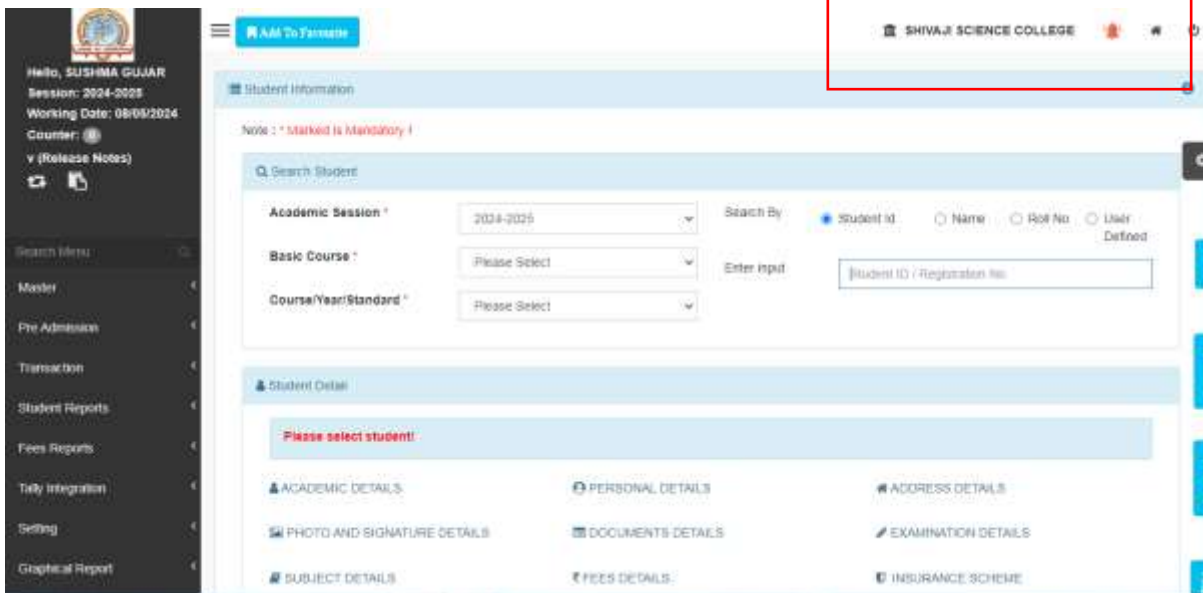 Hello, SUSHMA GUJAR
Session: 2024-2025
Working Date: 08/06/2024
Counter: 0
v (Release Notes)
Search Menu
Master
Pre Admission
Transaction
Student Reports
Fees Reports
Tally Integration
Setting
Graphical Report
Add To Favourite
SHIVAJI SCIENCE COLLEGE
Student Information
Note : * Marked is Mandatory !
Search Student
Academic Session *
2024-2025
Search By
Student Id
Name
Roll No
User Defined
Basic Course *
Please Select
Enter input
Student ID / Registration No.
Course/Year/Standard *
Please Select
Student Detail
Please select student!
ACADEMIC DETAILS
PERSONAL DETAILS
ADDRESS DETAILS
PHOTO AND SIGNATURE DETAILS
DOCUMENTS DETAILS
EXAMINATION DETAILS
SUBJECT DETAILS
₹ FEES DETAILS
INSURANCE SCHEME